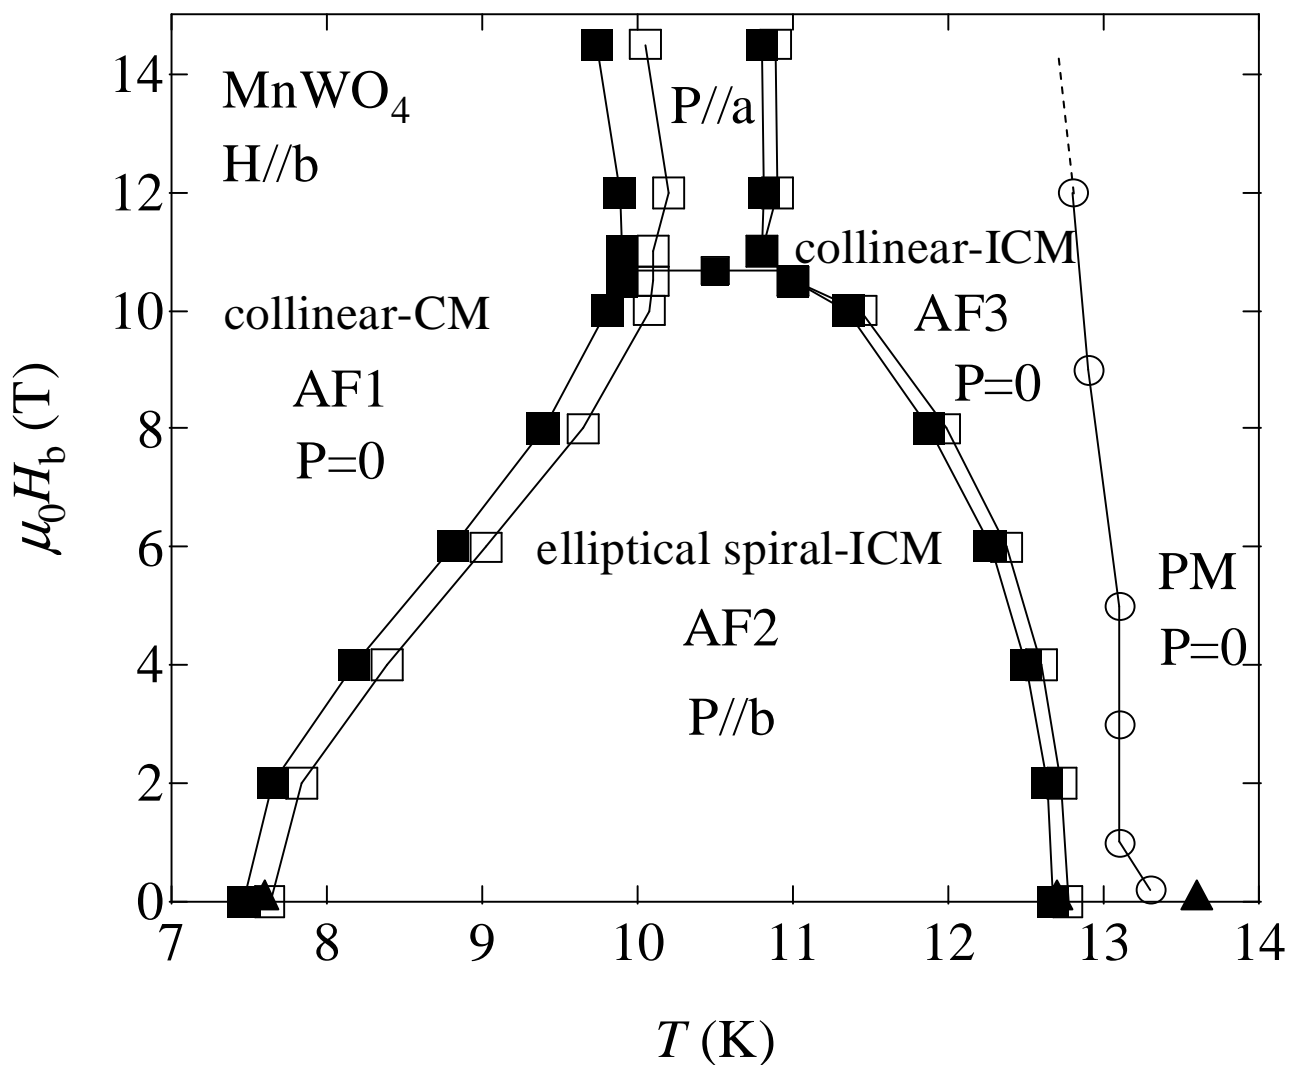 14
12
10
8
6
4
2
0
μ0Hb (T)
MnWO4
H//b
P//a
collinear-ICM
AF3
P=0
collinear-CM
AF1
P=0
elliptical spiral-ICM
AF2
P//b
PM
P=0
7 8 9 10 11 12 13 14
T (K)